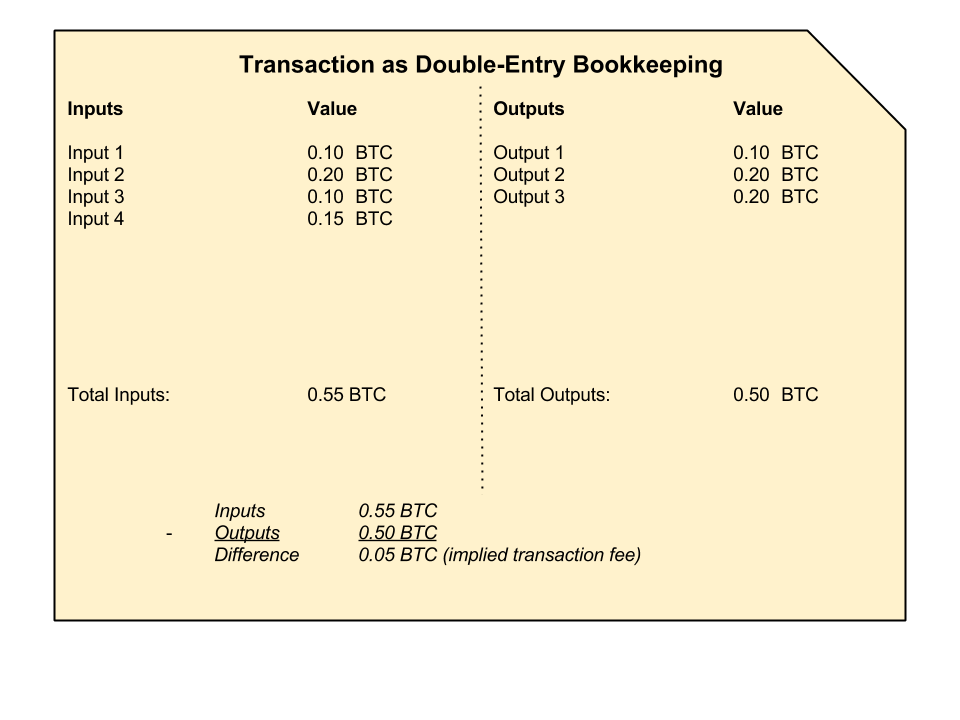 Transaction as Double-Entry Bookkeeping
Inputs Value Outputs Value
Input 1 0.10 BTC Output 1 0.10 BTC
Input 2 0.20 BTC Output 2 0.20 BTC
Input 3 0.10 BTC Output 3 0.20 BTC
Input 4 0.15 BTC
Total Inputs: 0.55 BTC Total Outputs: 0.50 BTC
Inputs 0.55 BTC
- Outputs 0.50 BTC
Difference 0.05 BTC (implied transaction fee)